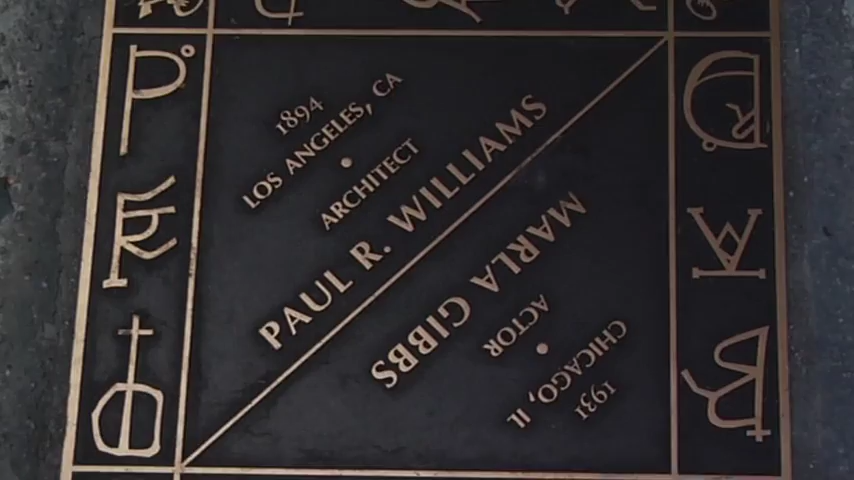 1894
LOS ANGELES, CA
ARCHITECT
PAUL R. WILLIAMS
MARLA GIBBS
ACTOR
CHICAGO, IL
1931